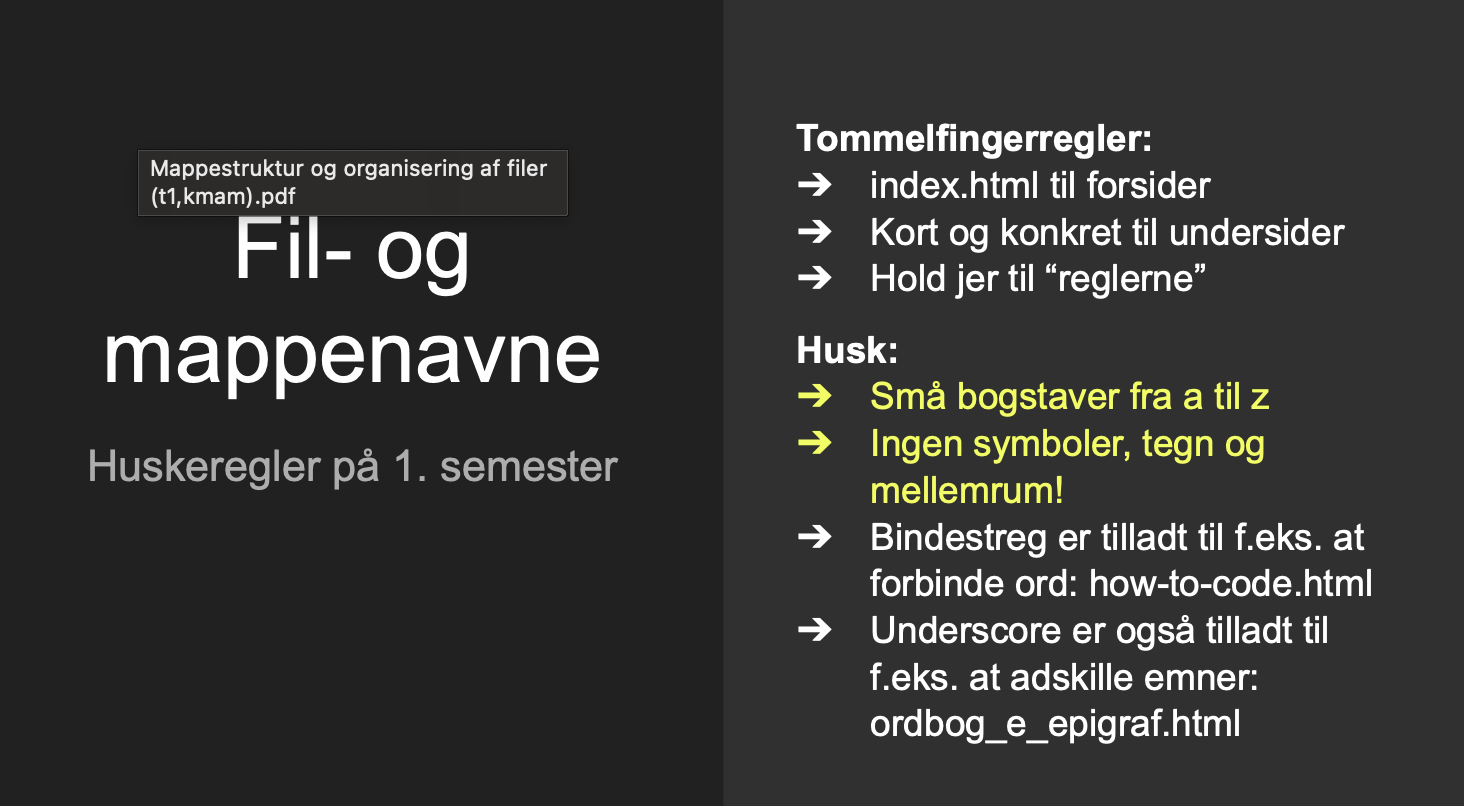 Mappestruktur og organisering af filer
(t1,kmam).pdf
Fil- og
mappenavne
Huskeregler på 1. semester
Tommelfingerregler:
➔ index.html til forsider
➔ Kort og konkret til undersider
➔ Hold jer til “reglerne”
Husk:
➔ Små bogstaver fra a til z
➔ Ingen symboler, tegn og
mellemrum!
➔ Bindestreg er tilladt til f.eks. at
forbinde ord: how-to-code.html
➔ Underscore er også tilladt til
f.eks. at adskille emner:
ordbog_e_epigraf.html